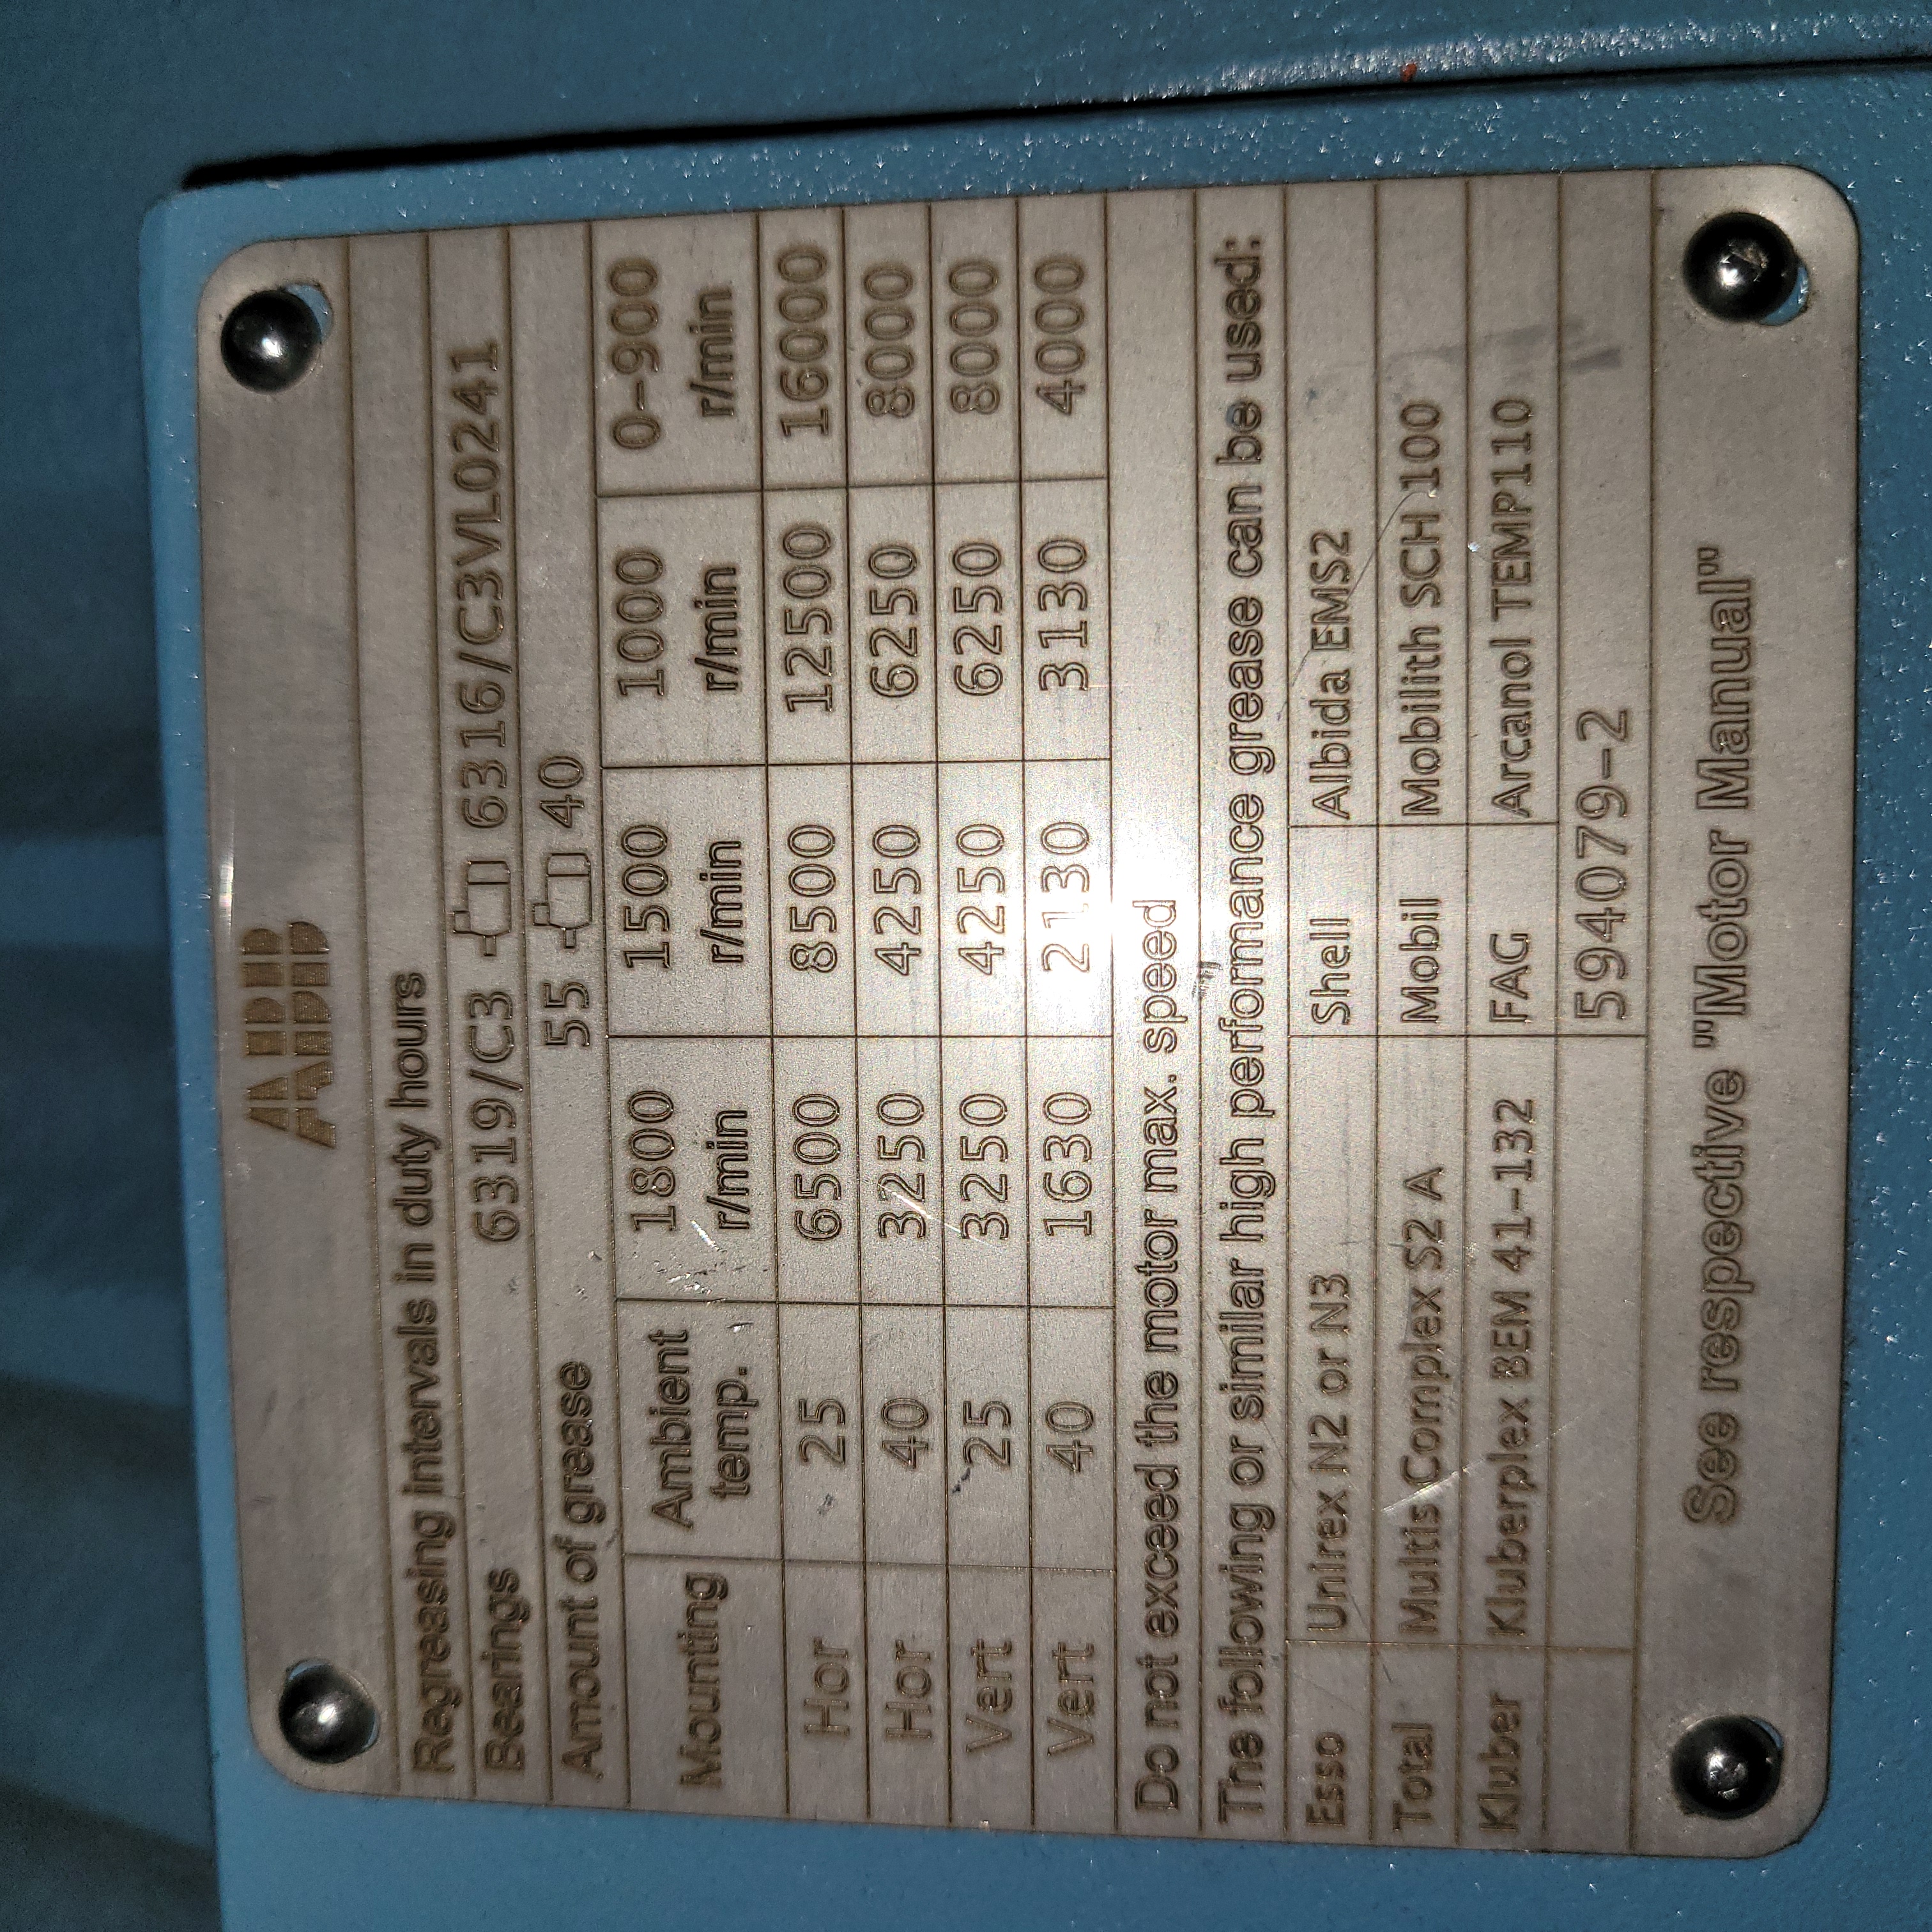 ABB
Regreasing intervals in duty hours
Bearings 6319/C3 6316/C3VL0241
Amount of grease 55 40
Mounting Ambient temp. 1800 r/min 1500 r/min 1000 r/min 0-900 r/min
Hor 25 6500 8500 12500 16000
Hor 40 3250 4250 6250 8000
Vert 25 3250 4250 6250 8000
Vert 40 1630 2130 3130 4000
Do not exceed the motor max. speed
The following or similar high performance grease can be used:
Esso Unirex N2 or N3 Shell Albida EMS2
Total Multis Complex S2 A Mobil Mobilith SCH 100
Kluber Kluberplex BEM 41-132 FAG Arcanol TEMP110
594079-2
See respective "Motor Manual"